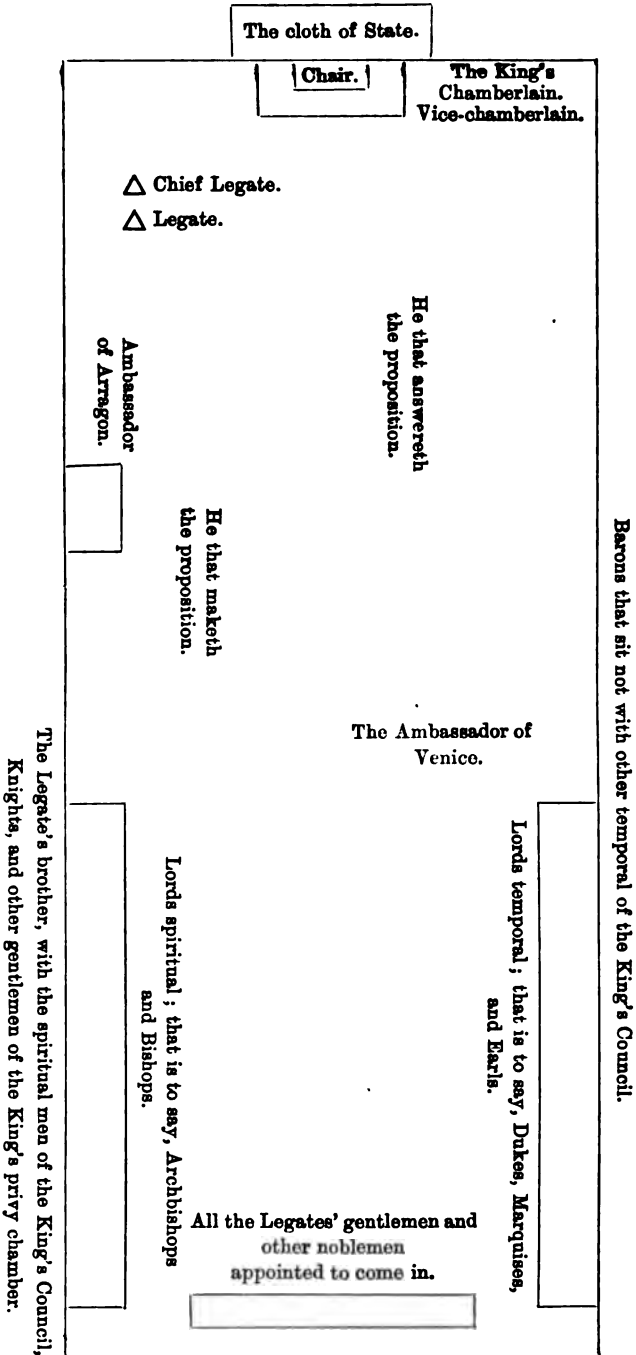 The cloth of State.
Chair.
The King's
Chamberlain.
Vice-chamberlain.
△ Chief Legate.
△ Legate.
He that answereth
the proposition.
Ambassador
of Arragon.
He that maketh
the proposition.
Barons that sit not with other temporal of the King's Council.
The Ambassador of
Venice.
The Legate's brother, with the spiritual men of the King's Council,
Knights, and other gentlemen of the King's privy chamber.
Lords spiritual; that is to say, Archbishops
and Bishops.
Lords temporal; that is to say, Dukes, Marquises,
and Earls.
All the Legates' gentlemen and
other noblemen
appointed to come in.